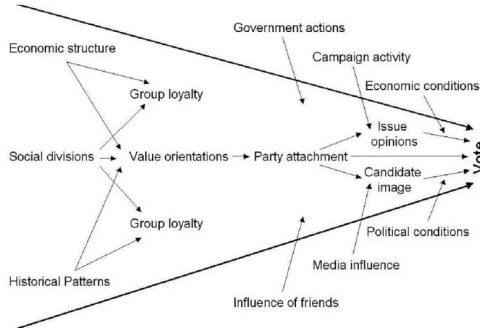 Government actions
Economic structure
Campaign activity
Economic conditions
Group loyalty
Issue
opinions
Social divisions
Value orientations
Party attachment
Vote
Candidate
image
Group loyalty
Political conditions
Media influence
Historical Patterns
Influence of friends